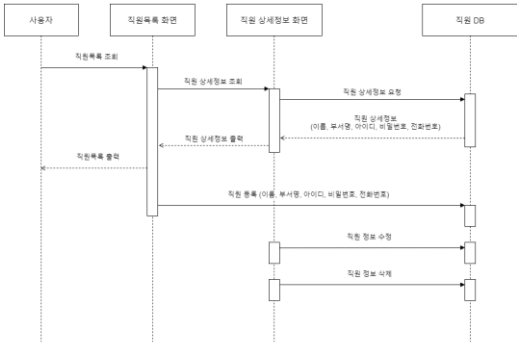 사용자
직원목록 화면
직원 상세정보 화면
직원 DB
직원목록 조회
직원 상세정보 조회
직원 상세정보 요청
직원 상세정보
(이름, 부서명, 아이디, 비밀번호, 전화번호)
직원 상세정보 출력
직원목록 출력
직원 등록 (이름, 부서명, 아이디, 비밀번호, 전화번호)
직원 정보 수정
직원 정보 삭제